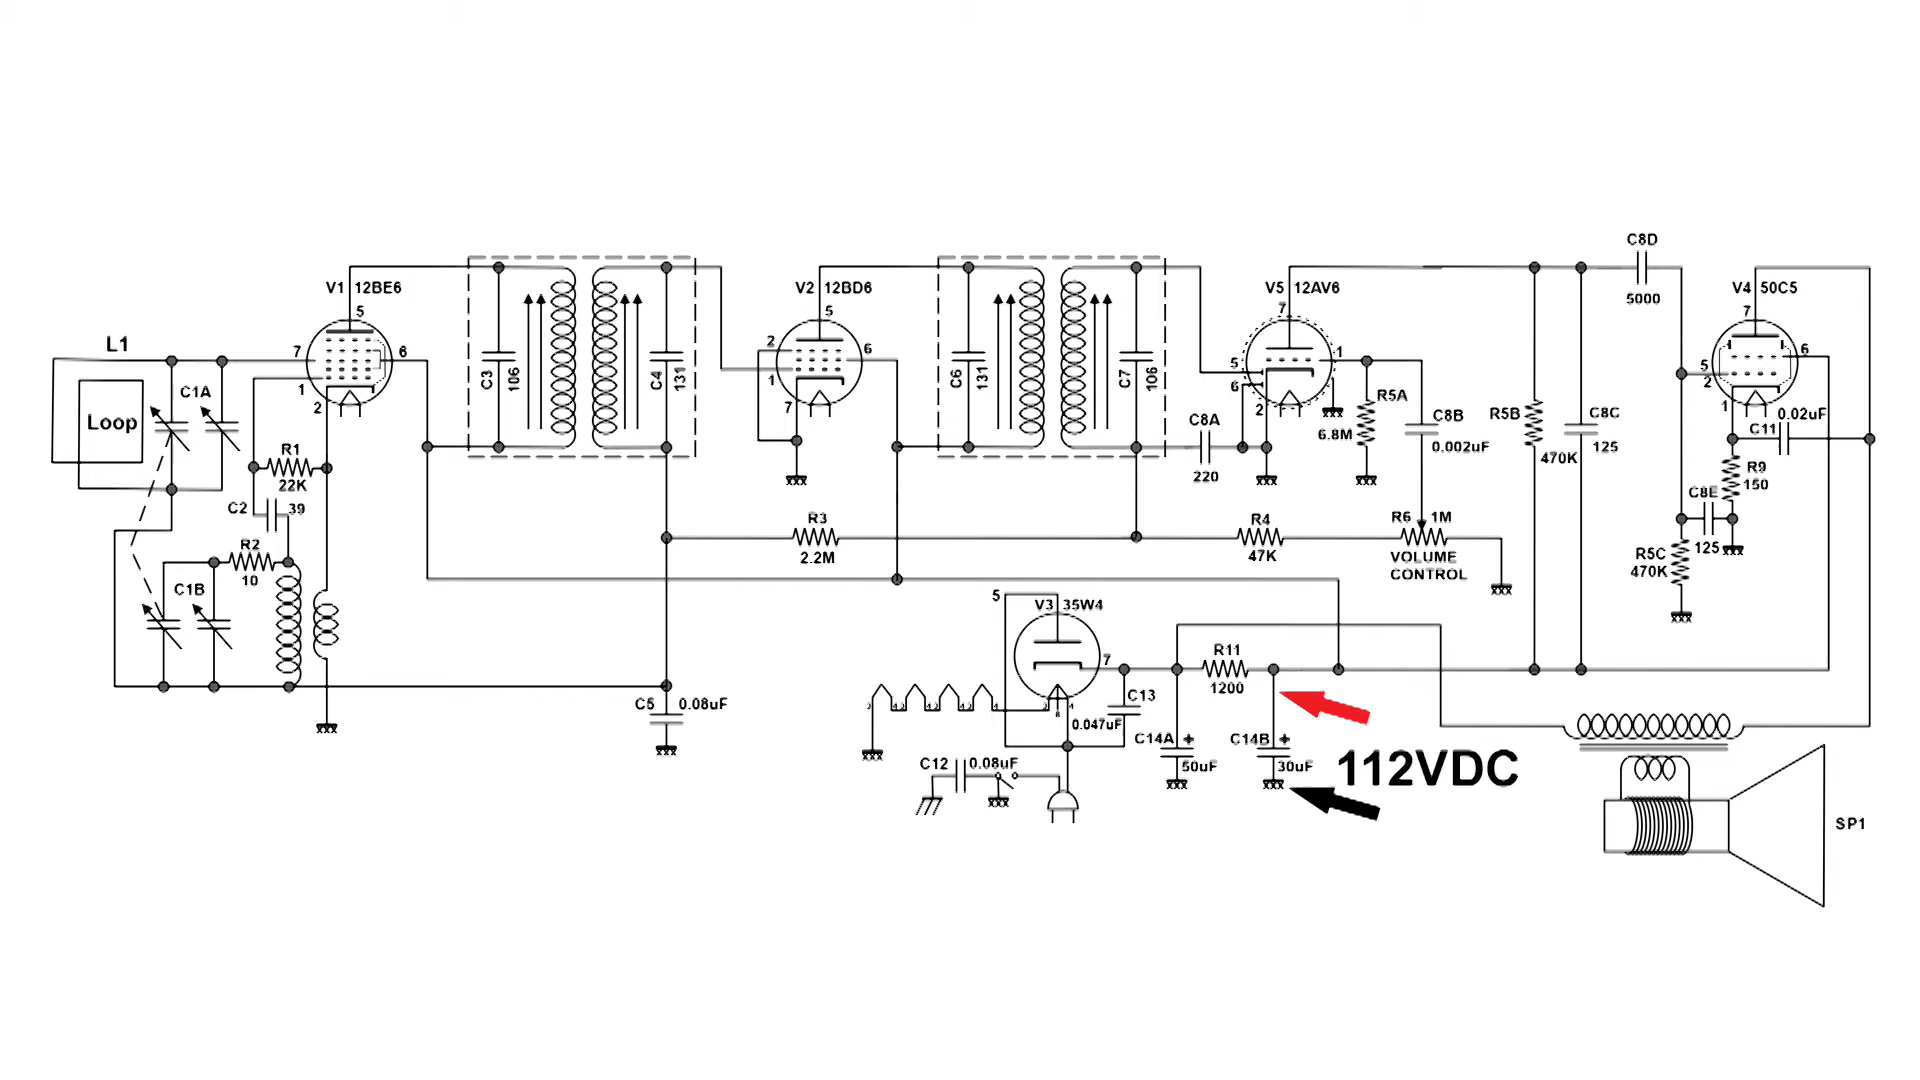 C8D
5000
V1 12BE6
5
V2 12BD6
5
V5 12AV6
7
V4 50C5
7
L1
7
6
1
2
Loop
C1A
C3
106
C4
131
2
1
6
7
C6
131
C7
106
5
6
2
1
R5A
6.8M
C8A
220
C8B
0.002uF
R5B
470K
C8C
125
5
2
6
1
0.02uF
C11
R9
150
R1
22K
C2
39
R2
10
C1B
R3
2.2M
R4
47K
R6 1M
VOLUME
CONTROL
C8E
125
R5C
470K
5
V3 35W4
7
R11
1200
C5
0.08uF
C13
0.047uF
C14A +
50uF
C14B +
30uF
C12
0.08uF
112VDC
SP1